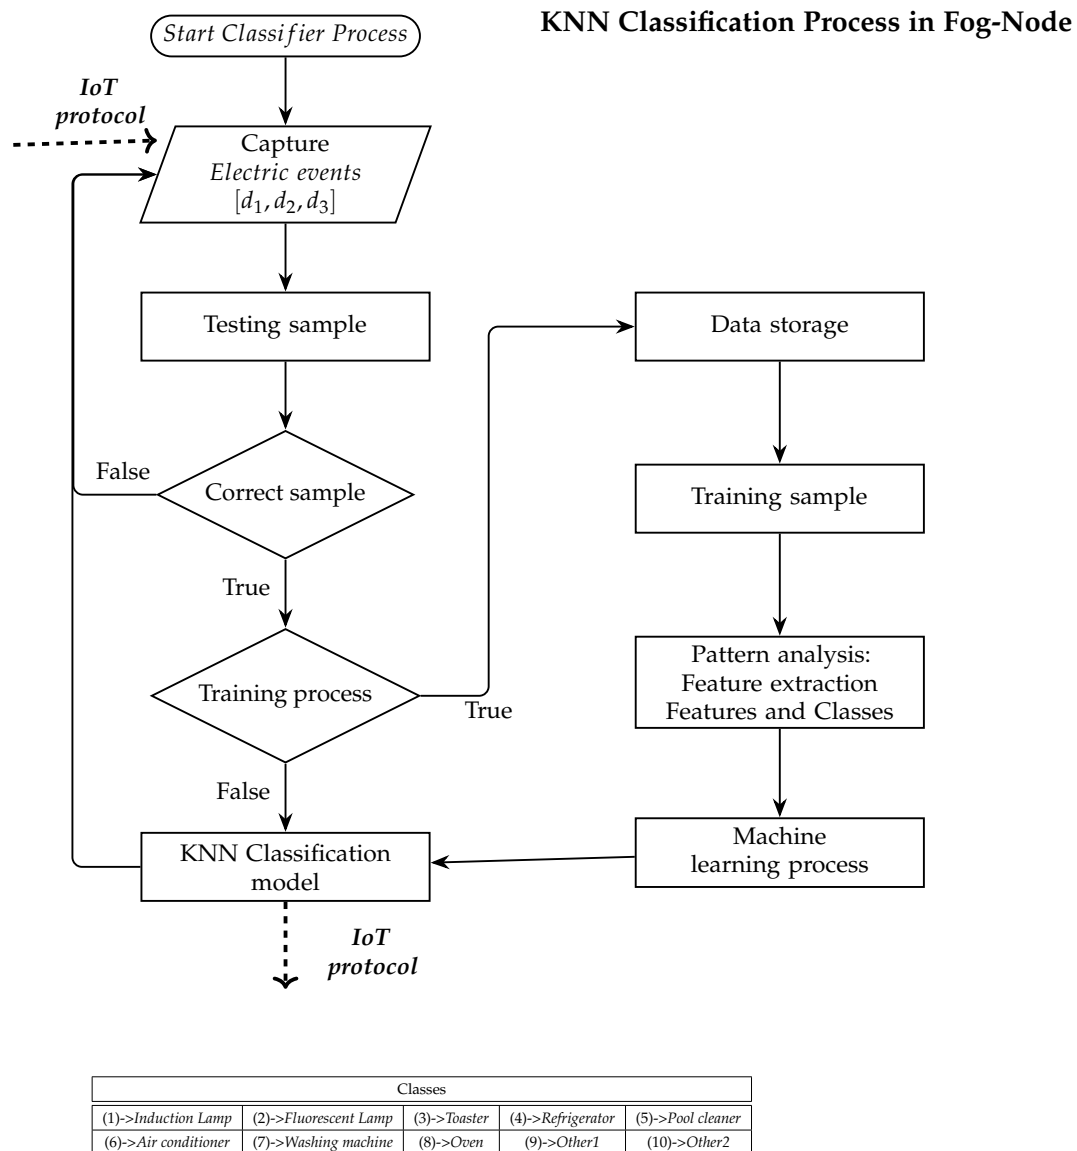 KNN Classification Process in Fog-Node
Start Classifier Process
IoT
protocol
Capture
Electric events
[d₁, d₂, d₃]
Testing sample
Data storage
False
Correct sample
Training sample
True
Training process
True
Pattern analysis:
Feature extraction
Features and Classes
False
KNN Classification
model
Machine
learning process
IoT
protocol
Classes
(1)->Induction Lamp (2)->Fluorescent Lamp (3)->Toaster (4)->Refrigerator (5)->Pool cleaner
(6)->Air conditioner (7)->Washing machine (8)->Oven (9)->Other1 (10)->Other2